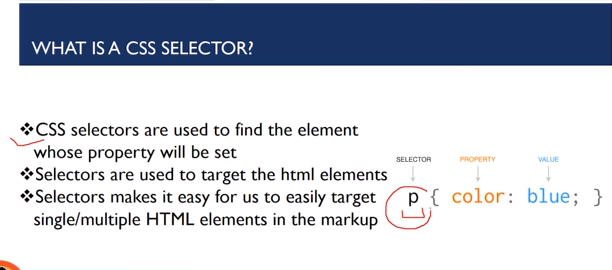 WHAT IS A CSS SELECTOR?
❖CSS selectors are used to find the element
whose property will be set
❖Selectors are used to target the html elements
❖Selectors makes it easy for us to easily target
single/multiple HTML elements in the markup
SELECTOR PROPERTY VALUE
p { color: blue; }